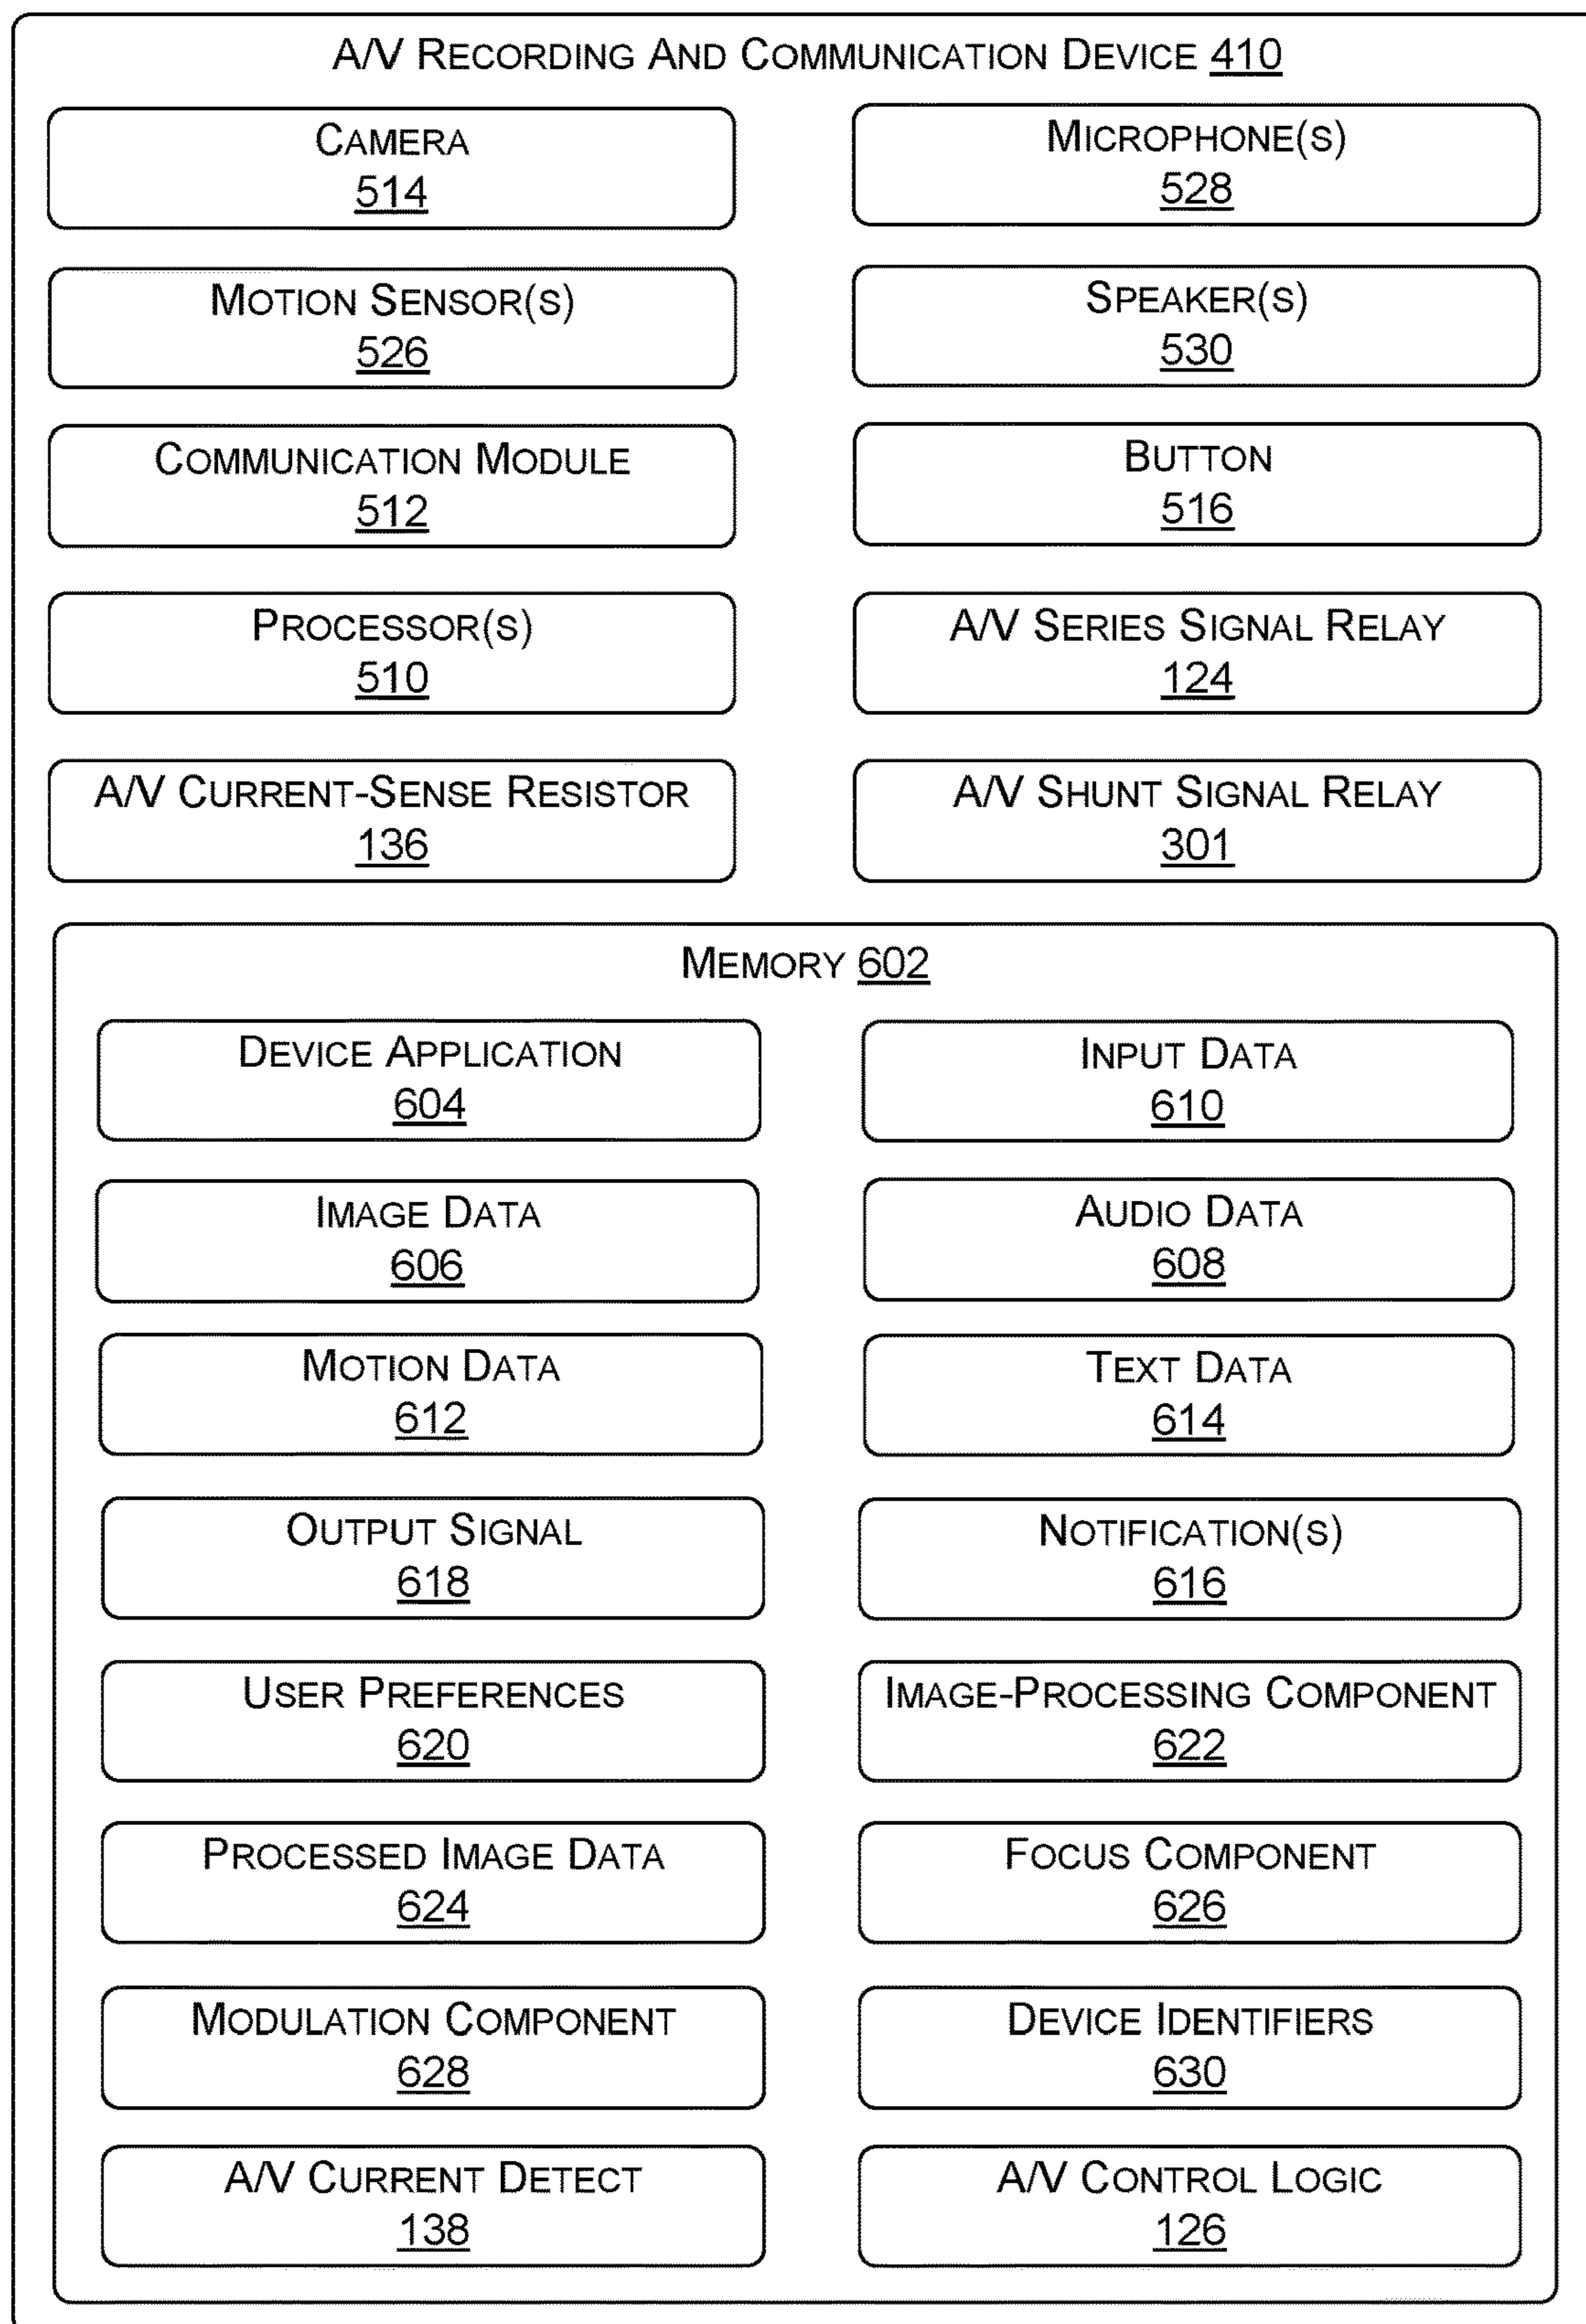 A/V RECORDING AND COMMUNICATION DEVICE 410
CAMERA
514
MICROPHONE(S)
528
MOTION SENSOR(S)
526
SPEAKER(S)
530
COMMUNICATION MODULE
512
BUTTON
516
PROCESSOR(S)
510
A/V SERIES SIGNAL RELAY
124
A/V CURRENT-SENSE RESISTOR
136
A/V SHUNT SIGNAL RELAY
301
MEMORY 602
DEVICE APPLICATION
604
INPUT DATA
610
IMAGE DATA
606
AUDIO DATA
608
MOTION DATA
612
TEXT DATA
614
OUTPUT SIGNAL
618
NOTIFICATION(S)
616
USER PREFERENCES
620
IMAGE-PROCESSING COMPONENT
622
PROCESSED IMAGE DATA
624
FOCUS COMPONENT
626
MODULATION COMPONENT
628
DEVICE IDENTIFIERS
630
A/V CURRENT DETECT
138
A/V CONTROL LOGIC
126